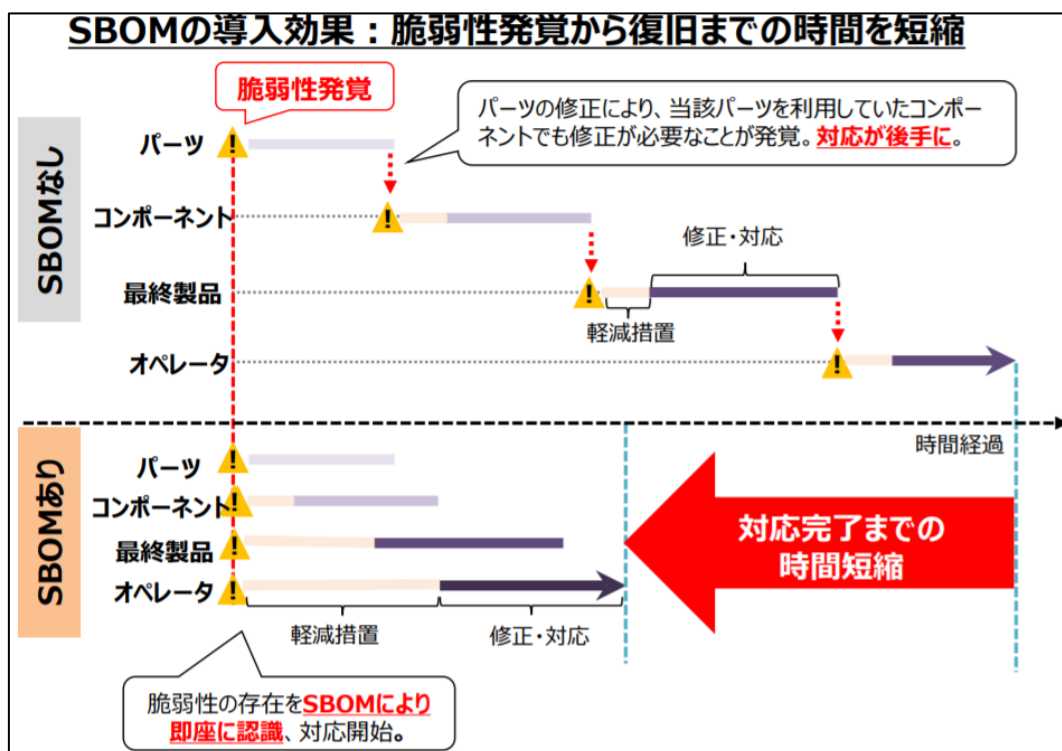 SBOMの導入効果：脆弱性発覚から復旧までの時間を短縮
脆弱性発覚
パーツの修正により、当該パーツを利用していたコンポー
ネントでも修正が必要なことが発覚。対応が後手に。
SBOMなし
パーツ
!
コンポーネント
!
修正・対応
最終製品
!
軽減措置
オペレータ
!
時間経過
SBOMあり
パーツ
!
コンポーネント
!
最終製品
!
オペレータ
!
軽減措置
修正・対応
対応完了までの
時間短縮
脆弱性の存在をSBOMにより
即座に認識、対応開始。